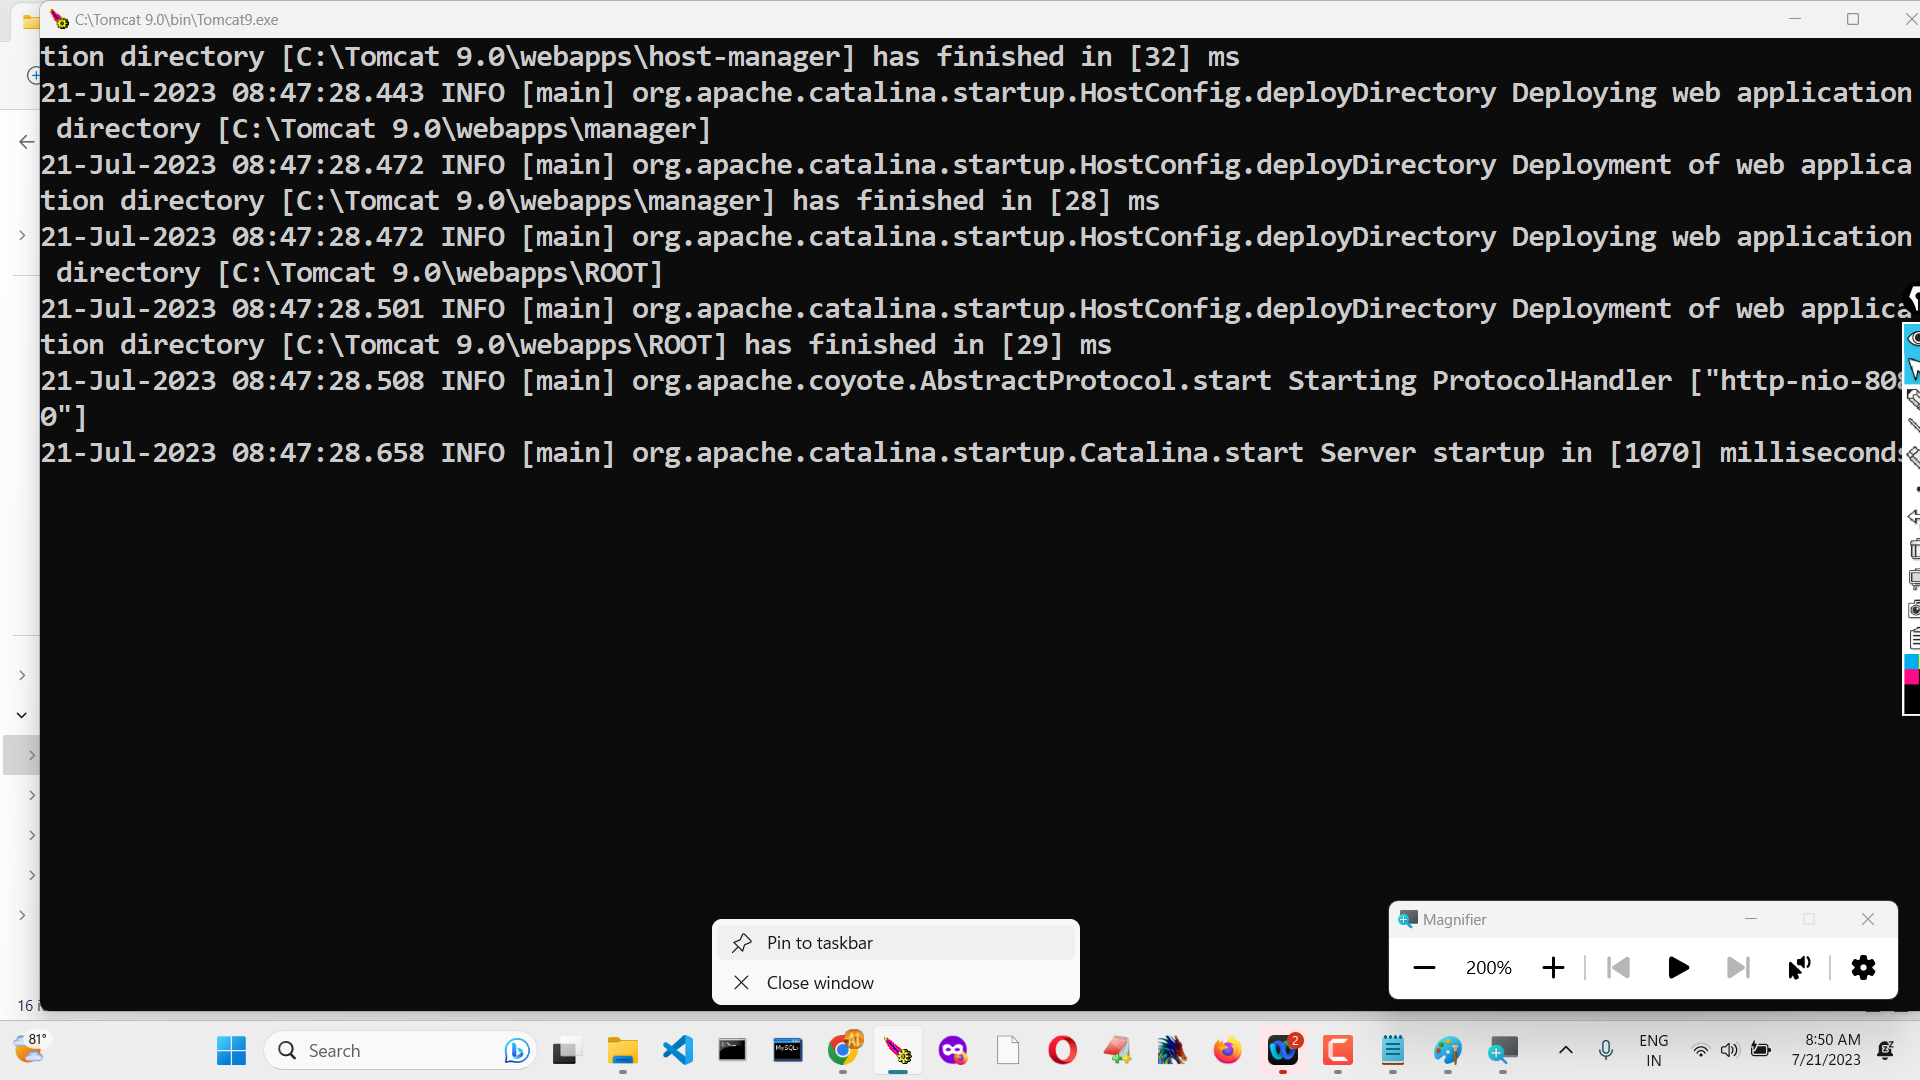 C:\Tomcat 9.0\bin\Tomcat9.exe
tion directory [C:\Tomcat 9.0\webapps\host-manager] has finished in [32] ms
21-Jul-2023 08:47:28.443 INFO [main] org.apache.catalina.startup.HostConfig.deployDirectory Deploying web application
directory [C:\Tomcat 9.0\webapps\manager]
21-Jul-2023 08:47:28.472 INFO [main] org.apache.catalina.startup.HostConfig.deployDirectory Deployment of web applica
tion directory [C:\Tomcat 9.0\webapps\manager] has finished in [28] ms
21-Jul-2023 08:47:28.472 INFO [main] org.apache.catalina.startup.HostConfig.deployDirectory Deploying web application
directory [C:\Tomcat 9.0\webapps\ROOT]
21-Jul-2023 08:47:28.501 INFO [main] org.apache.catalina.startup.HostConfig.deployDirectory Deployment of web applica
tion directory [C:\Tomcat 9.0\webapps\ROOT] has finished in [29] ms
21-Jul-2023 08:47:28.508 INFO [main] org.apache.coyote.AbstractProtocol.start Starting ProtocolHandler ["http-nio-808
0"]
21-Jul-2023 08:47:28.658 INFO [main] org.apache.catalina.startup.Catalina.start Server startup in [1070] milliseconds
Pin to taskbar
Close window
Magnifier
200%
16
81°
Search
MySQL
2
ENG
IN
8:50 AM
7/21/2023